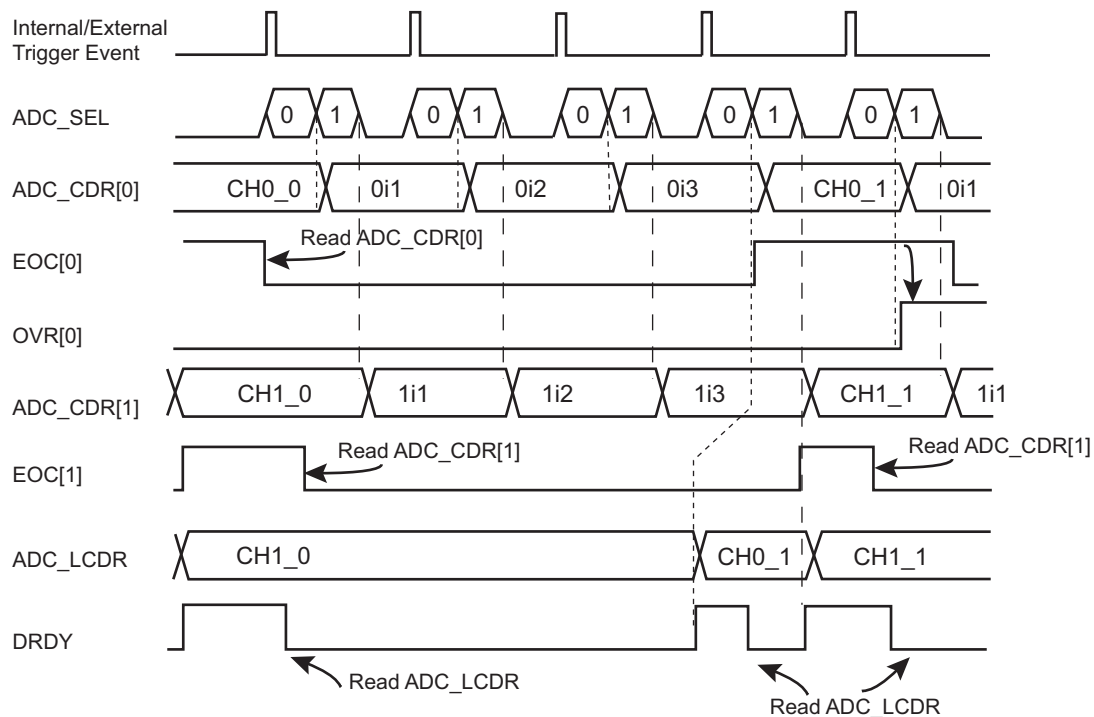 Internal/External
Trigger Event
ADC_SEL
0 1 0 1 0 1 0 1 0 1
ADC_CDR[0]
CH0_0 0i1 0i2 0i3 CH0_1 0i1
Read ADC_CDR[0]
EOC[0]
OVR[0]
ADC_CDR[1]
CH1_0 1i1 1i2 1i3 CH1_1 1i1
Read ADC_CDR[1] Read ADC_CDR[1]
EOC[1]
ADC_LCDR
CH1_0 CH0_1 CH1_1
DRDY
Read ADC_LCDR
Read ADC_LCDR